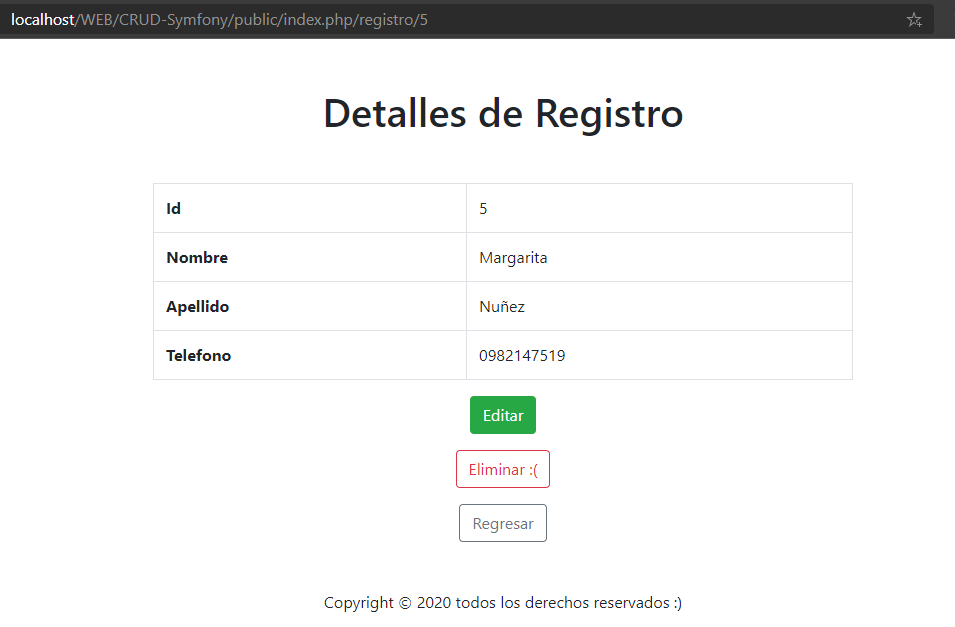 localhost/WEB/CRUD-Symfony/public/index.php/registro/5
Detalles de Registro
Id 5
Nombre Margarita
Apellido Nuñez
Telefono 0982147519
Editar
Eliminar :(
Regresar
Copyright © 2020 todos los derechos reservados :)